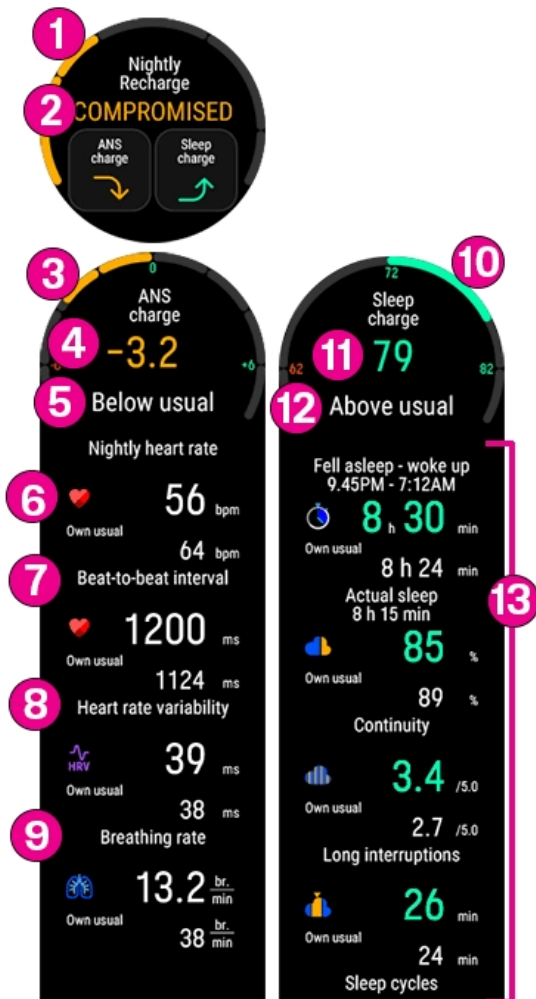 1
Nightly
Recharge
2
COMPROMISED
ANS
charge
Sleep
charge
3
0
ANS
charge
4
-3.2
+6
5
Below usual
Nightly heart rate
6
56 bpm
Own usual
64 bpm
7
Beat-to-beat interval
1200 ms
Own usual
1124 ms
8
Heart rate variability
HRV
39 ms
Own usual
38 ms
9
Breathing rate
13.2 br./min
Own usual
38 br./min
10
72
Sleep
charge
11
79
62
82
12
Above usual
13
Fell asleep - woke up
9.45PM - 7:12AM
8 h 30 min
Own usual
8 h 24 min
Actual sleep
8 h 15 min
85 %
Own usual
89 %
Continuity
3.4 /5.0
Own usual
2.7 /5.0
Long interruptions
26 min
Own usual
24 min
Sleep cycles